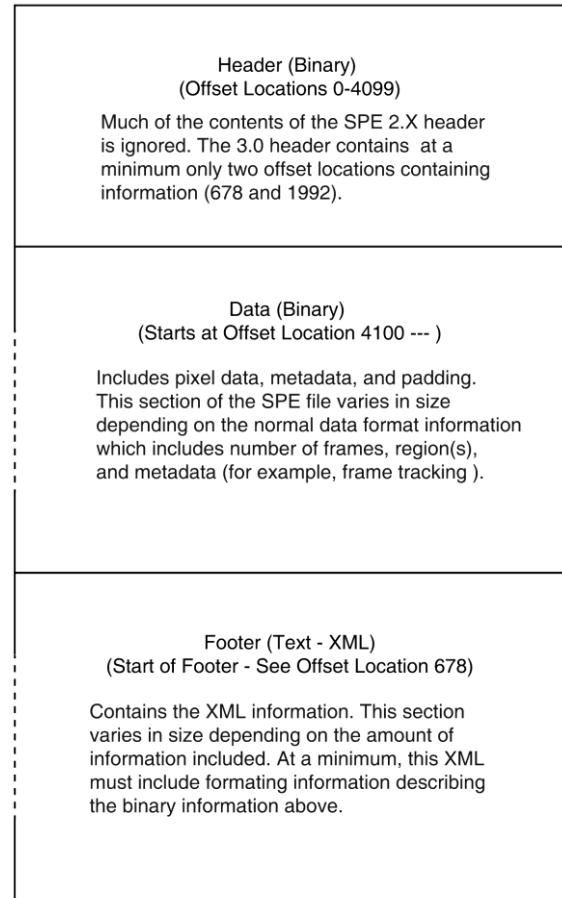 Header (Binary)
(Offset Locations 0-4099)
Much of the contents of the SPE 2.X header
is ignored. The 3.0 header contains at a
minimum only two offset locations containing
information (678 and 1992).
Data (Binary)
(Starts at Offset Location 4100 --- )
Includes pixel data, metadata, and padding.
This section of the SPE file varies in size
depending on the normal data format information
which includes number of frames, region(s),
and metadata (for example, frame tracking ).
Footer (Text - XML)
(Start of Footer - See Offset Location 678)
Contains the XML information. This section
varies in size depending on the amount of
information included. At a minimum, this XML
must include formating information describing
the binary information above.